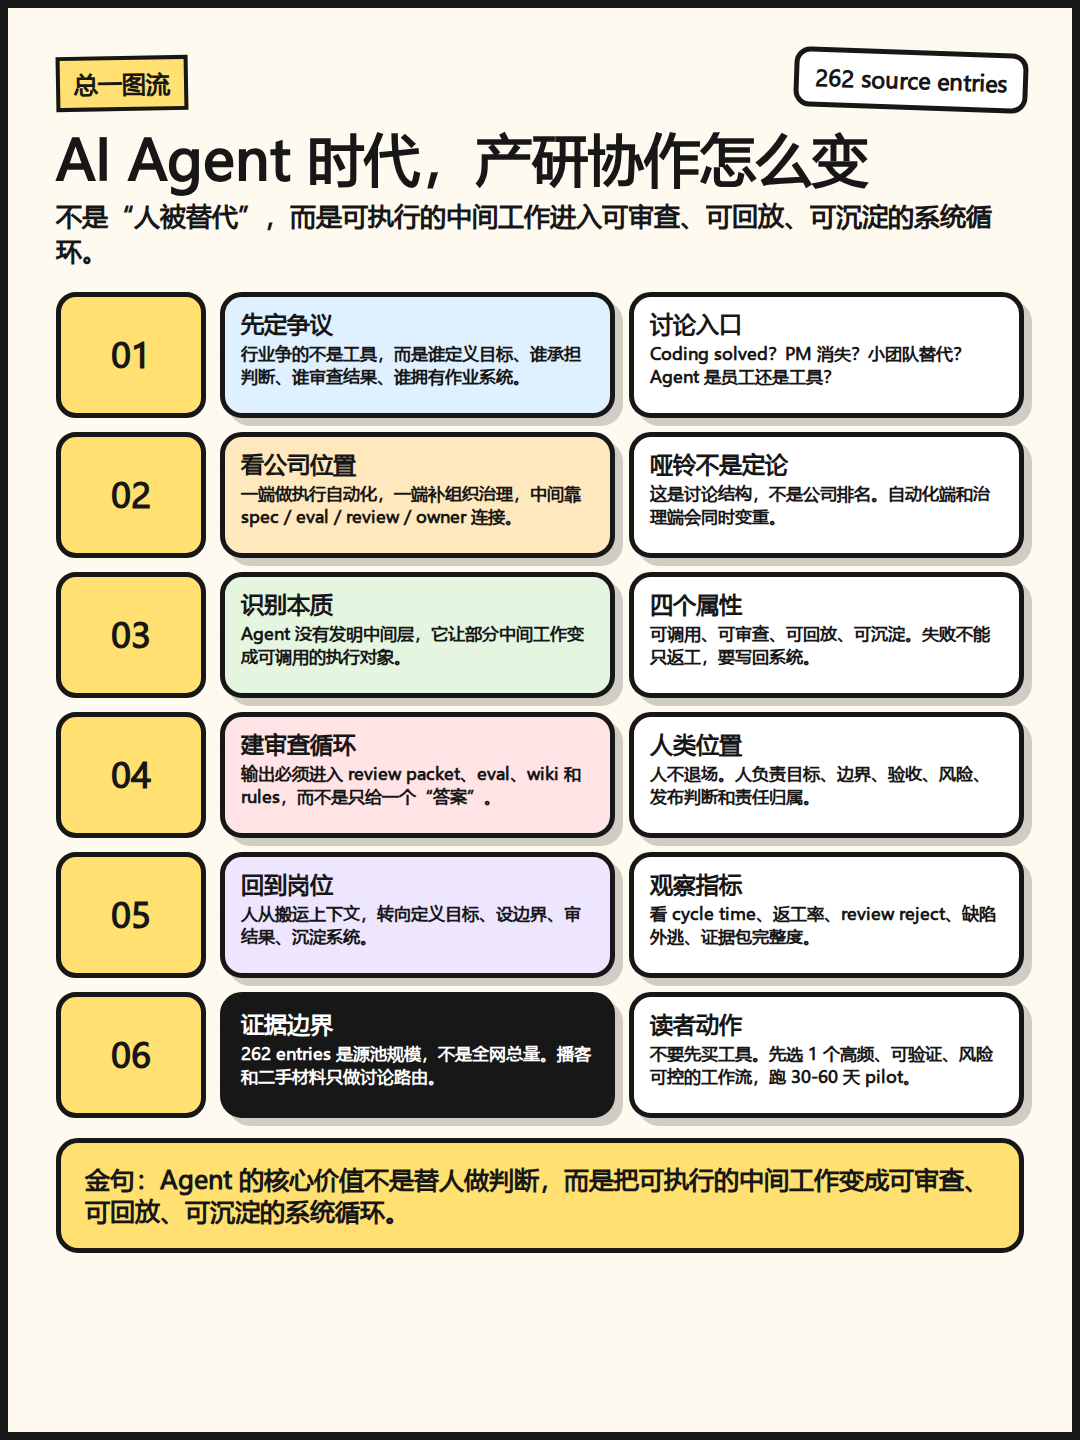 总一图流
262 source entries
AI Agent 时代，产研协作怎么变
不是“人被替代”，而是可执行的中间工作进入可审查、可回放、可沉淀的系统循
环。
01
先定争议
行业争的不是工具，而是谁定义目标、谁承担
判断、谁审查结果、谁拥有作业系统。
讨论入口
Coding solved？PM 消失？小团队替代？
Agent 是员工还是工具？
02
看公司位置
一端做执行自动化，一端补组织治理，中间靠
spec / eval / review / owner 连接。
哑铃不是定论
这是讨论结构，不是公司排名。自动化端和治
理端会同时变重。
03
识别本质
Agent 没有发明中间层，它让部分中间工作变
成可调用的执行对象。
四个属性
可调用、可审查、可回放、可沉淀。失败不能
只返工，要写回系统。
04
建审查循环
输出必须进入 review packet、eval、wiki 和
rules，而不是只给一个“答案”。
人类位置
人不退场。人负责目标、边界、验收、风险、
发布判断和责任归属。
05
回到岗位
人从搬运上下文，转向定义目标、设边界、审
结果、沉淀系统。
观察指标
看 cycle time、返工率、review reject、缺陷
外逃、证据包完整度。
06
证据边界
262 entries 是源池规模，不是全网总量。播客
和二手材料只做讨论路由。
读者动作
不要先买工具。先选 1 个高频、可验证、风险
可控的工作流，跑 30-60 天 pilot。
金句：Agent 的核心价值不是替人做判断，而是把可执行的中间工作变成可审查、
可回放、可沉淀的系统循环。